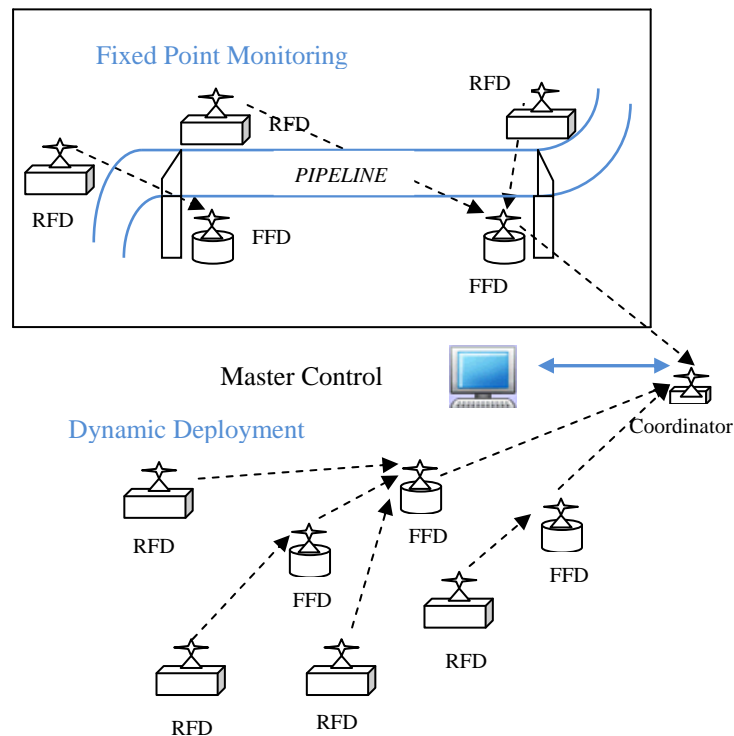 Fixed Point Monitoring
RFD
RFD
PIPELINE
RFD
FFD
FFD
Master Control
Coordinator
Dynamic Deployment
RFD
FFD
FFD
FFD
RFD
RFD
RFD